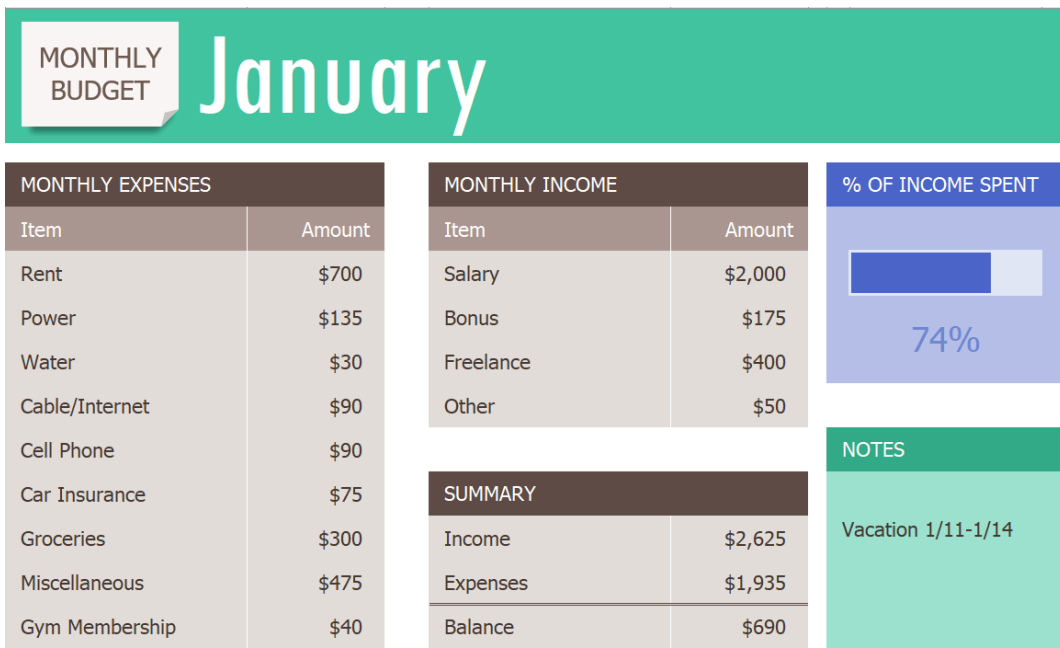 MONTHLY
BUDGET
January
MONTHLY EXPENSES
Item Amount
Rent $700
Power $135
Water $30
Cable/Internet $90
Cell Phone $90
Car Insurance $75
Groceries $300
Miscellaneous $475
Gym Membership $40
MONTHLY INCOME
Item Amount
Salary $2,000
Bonus $175
Freelance $400
Other $50
SUMMARY
Income $2,625
Expenses $1,935
Balance $690
% OF INCOME SPENT
74%
NOTES
Vacation 1/11-1/14